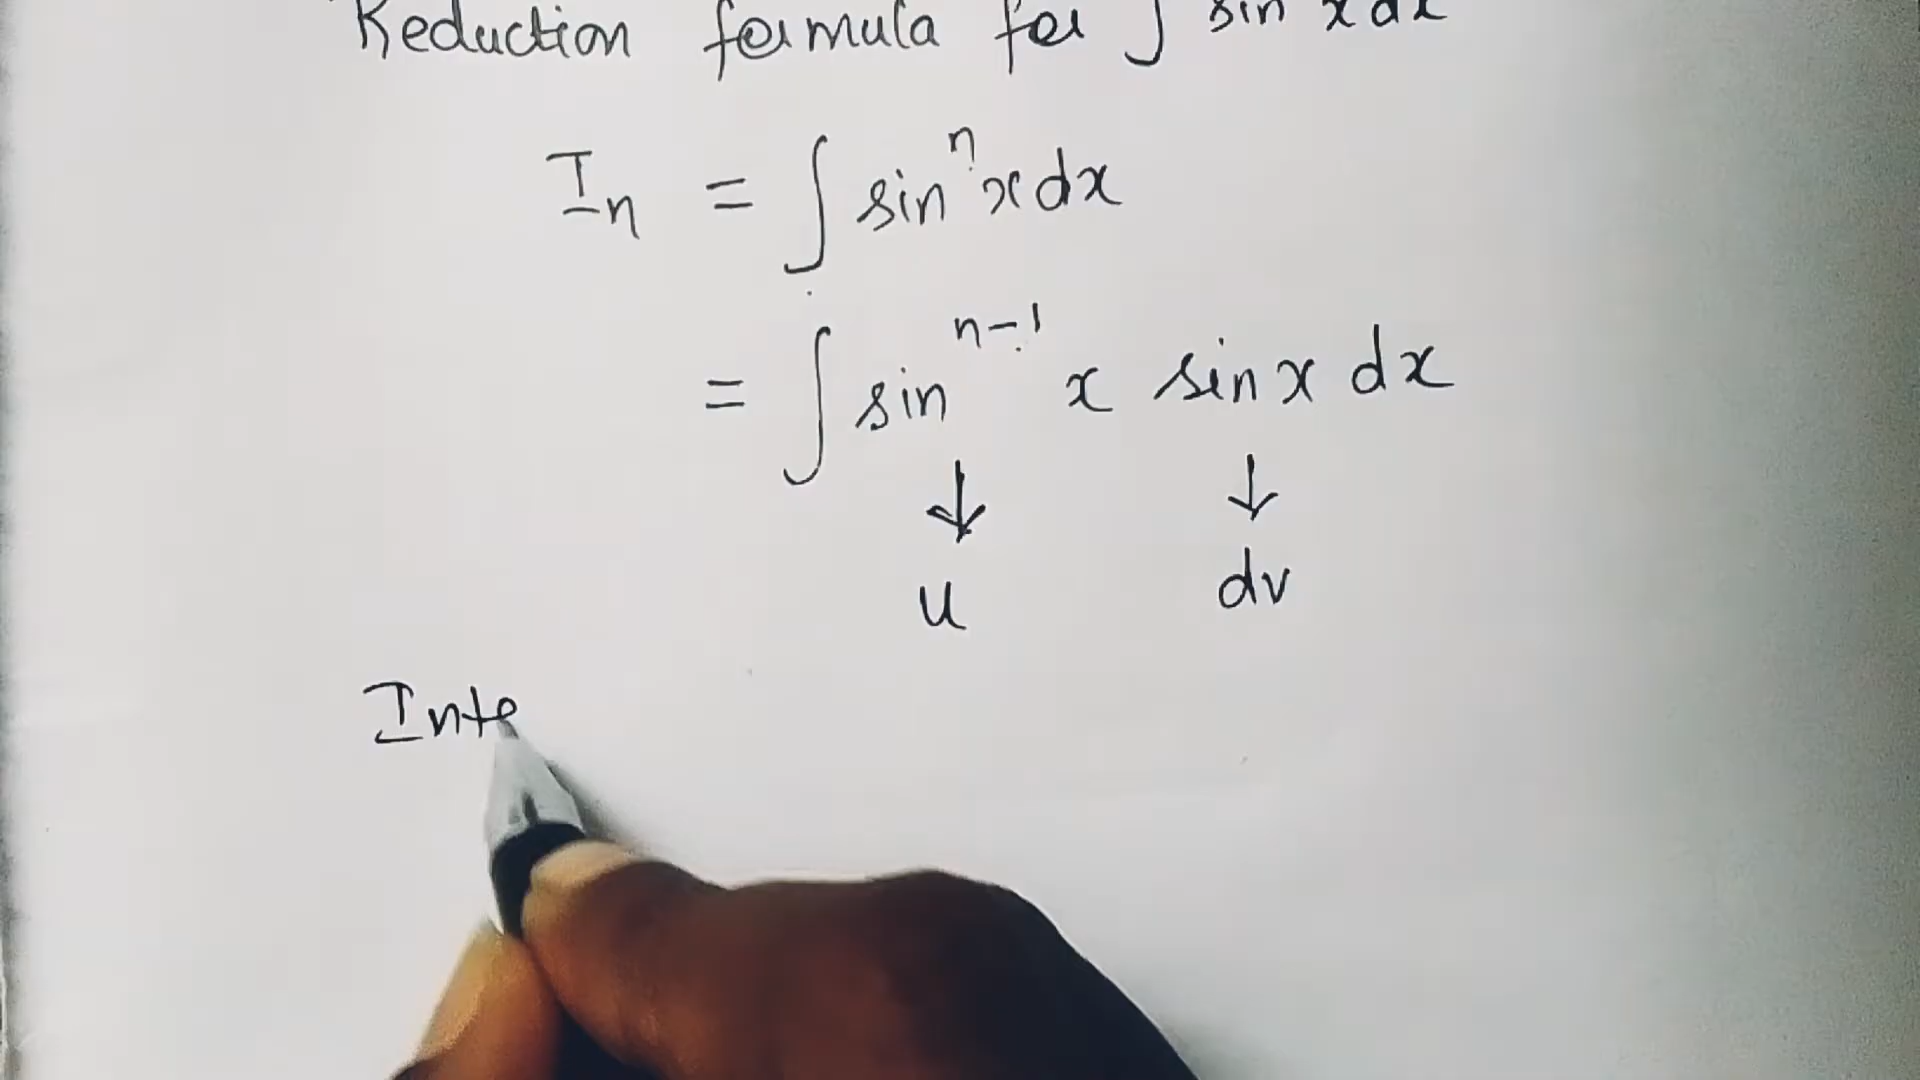 Reduction formula for ∫ sin x dx
Iₙ = ∫ sinⁿ x dx
= ∫ sinⁿ⁻¹ x sin x dx
↓ ↓
u dv
Inte